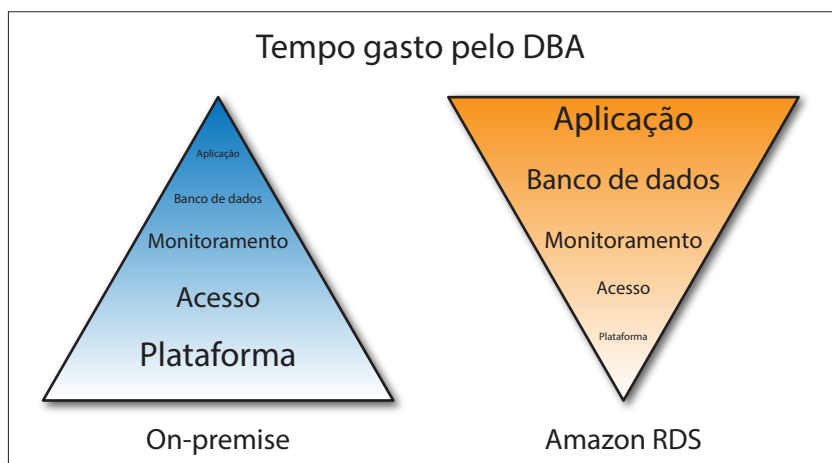 Tempo gasto pelo DBA
Aplicação
Banco de dados
Monitoramento
Acesso
Plataforma
On-premise
Aplicação
Banco de dados
Monitoramento
Acesso
Plataforma
Amazon RDS